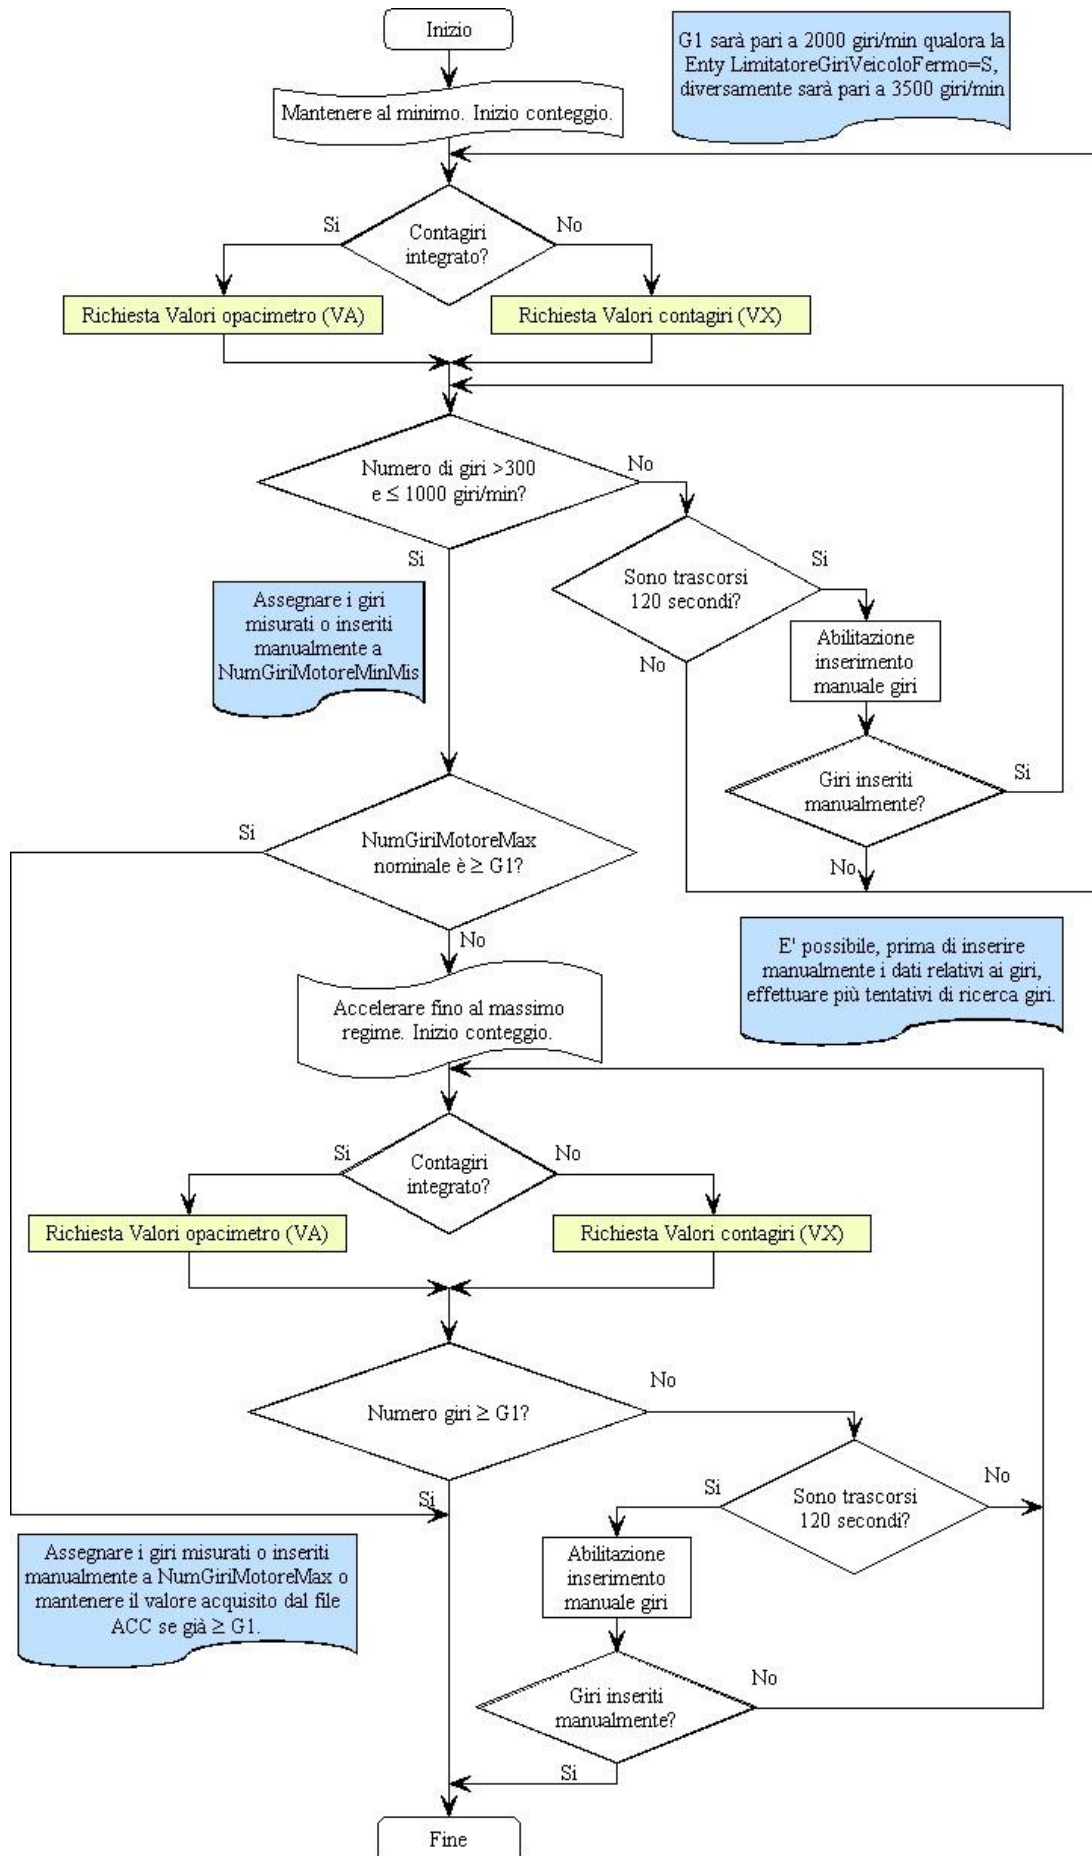 Inizio
G1 sarà pari a 2000 giri/min qualora la
Enty LimitatoreGiriVeicoloFermo=S,
diversamente sarà pari a 3500 giri/min
Mantenere al minimo. Inizio conteggio.
Si
No
Contagiri
integrato?
Richiesta Valori opacimetro (VA)
Richiesta Valori contagiri (VX)
Numero di giri >300
e ≤ 1000 giri/min?
No
Si
Sono trascorsi
120 secondi?
Si
No
Assegnare i giri
misurati o inseriti
manualmente a
NumGiriMotoreMinMis
Abilitazione
inserimento
manuale giri
Giri inseriti
manualmente?
Si
No
Si
NumGiriMotoreMax
nominale è ≥ G1?
No
E' possibile, prima di inserire
manualmente i dati relativi ai giri,
effettuare più tentativi di ricerca giri.
Accelerare fino al massimo
regime. Inizio conteggio.
Si
No
Contagiri
integrato?
Richiesta Valori opacimetro (VA)
Richiesta Valori contagiri (VX)
Numero giri ≥ G1?
No
Si
Sono trascorsi
120 secondi?
Si
No
Assegnare i giri misurati o inseriti
manualmente a NumGiriMotoreMax o
mantenere il valore acquisito dal file
ACC se già ≥ G1.
Abilitazione
inserimento
manuale giri
Giri inseriti
manualmente?
No
Si
Fine